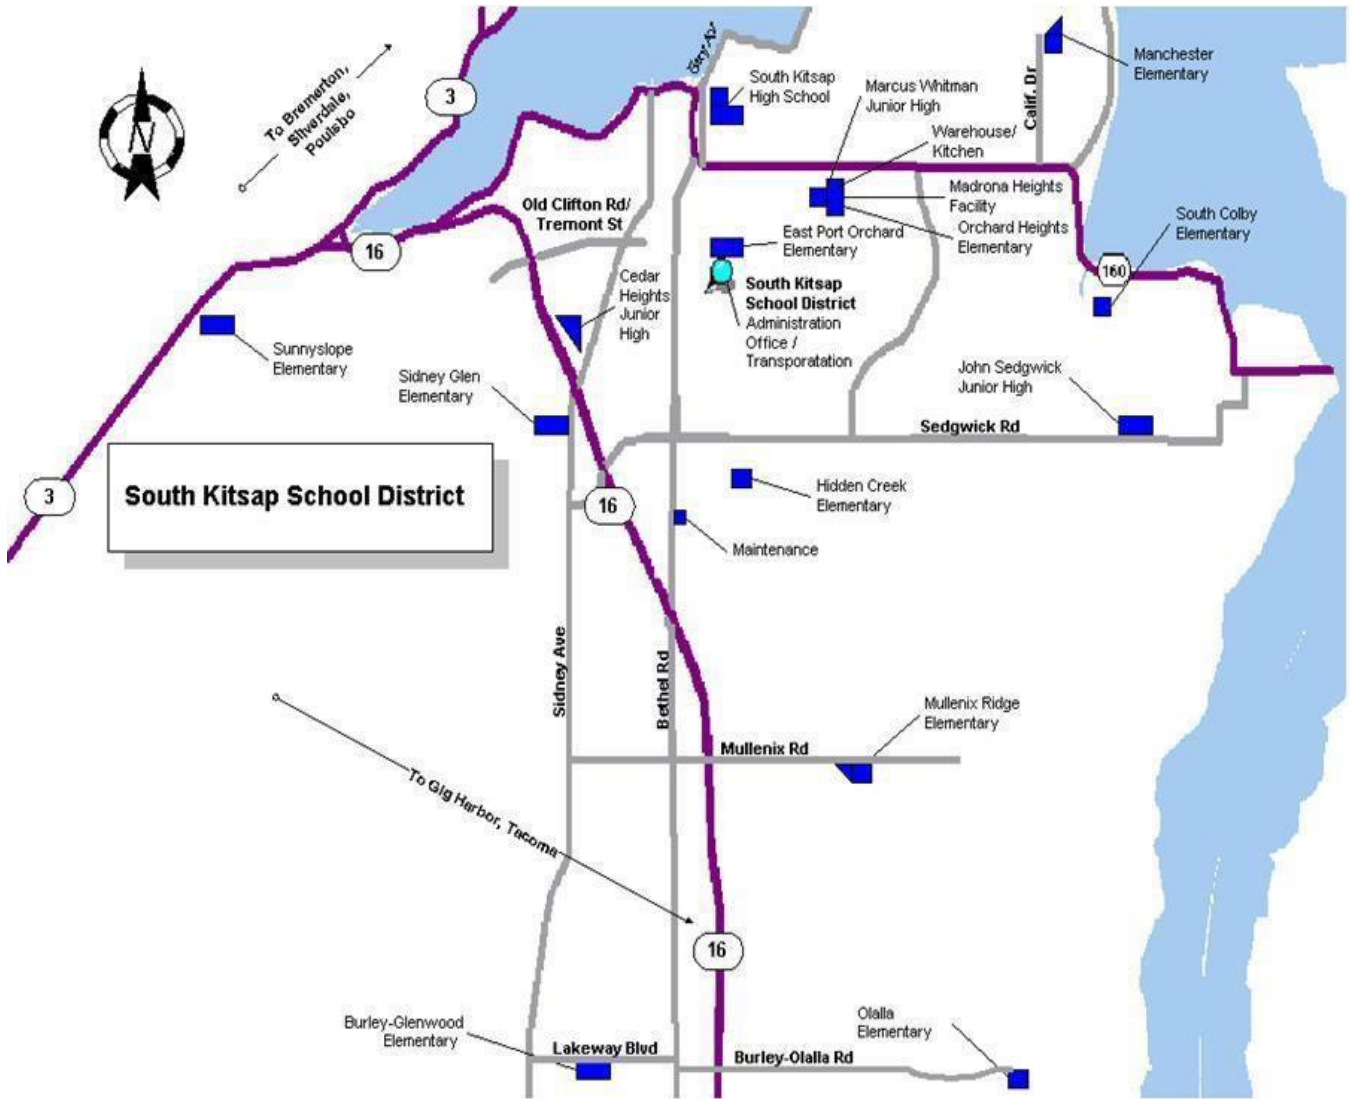 Bay Av
To Bremerton,
Silverdale,
Poulsbo
3
N
South Kitsap
High School
Marcus Whitman
Junior High
Calif. Dr
Manchester
Elementary
Warehouse/
Kitchen
Madrona Heights
Facility
Old Clifton Rd/
Tremont St
16
East Port Orchard
Elementary
Orchard Heights
Elementary
South Colby
Elementary
160
Cedar
Heights
Junior
High
South Kitsap
School District
Administration
Office /
Transporatation
Sunnyslope
Elementary
Sidney Glen
Elementary
John Sedgwick
Junior High
Sedgwick Rd
South Kitsap School District
3
16
Hidden Creek
Elementary
Maintenance
Sidney Ave
Bethel Rd
Mullenix Ridge
Elementary
Mullenix Rd
To Gig Harbor, Tacoma
16
Burley-Glenwood
Elementary
Lakeway Blvd
Burley-Olalla Rd
Olalla
Elementary